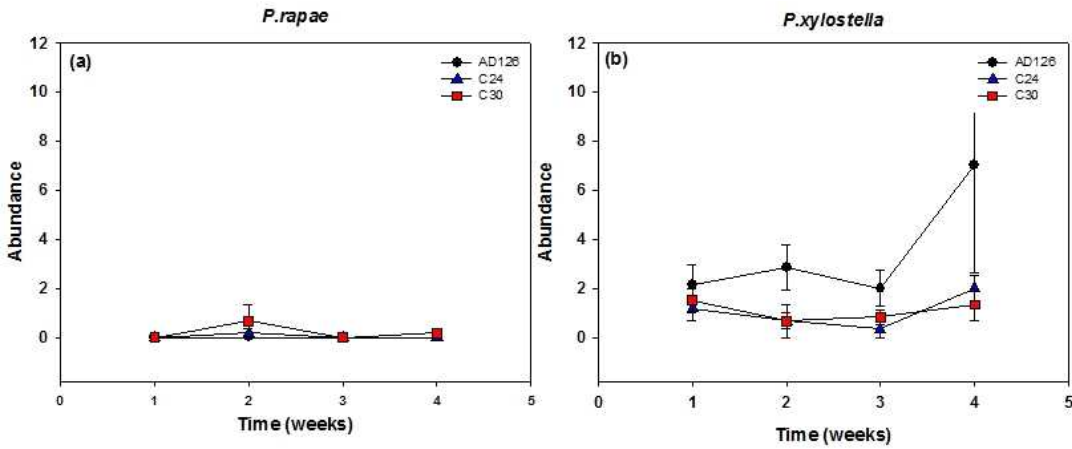 P.rapae
P.xylostella
12
(a)
AD126
C24
C30
10
8
6
4
2
0
Abundance
0 1 2 3 4 5
Time (weeks)
12
(b)
AD126
C24
C30
10
8
6
4
2
0
Abundance
0 1 2 3 4 5
Time (weeks)